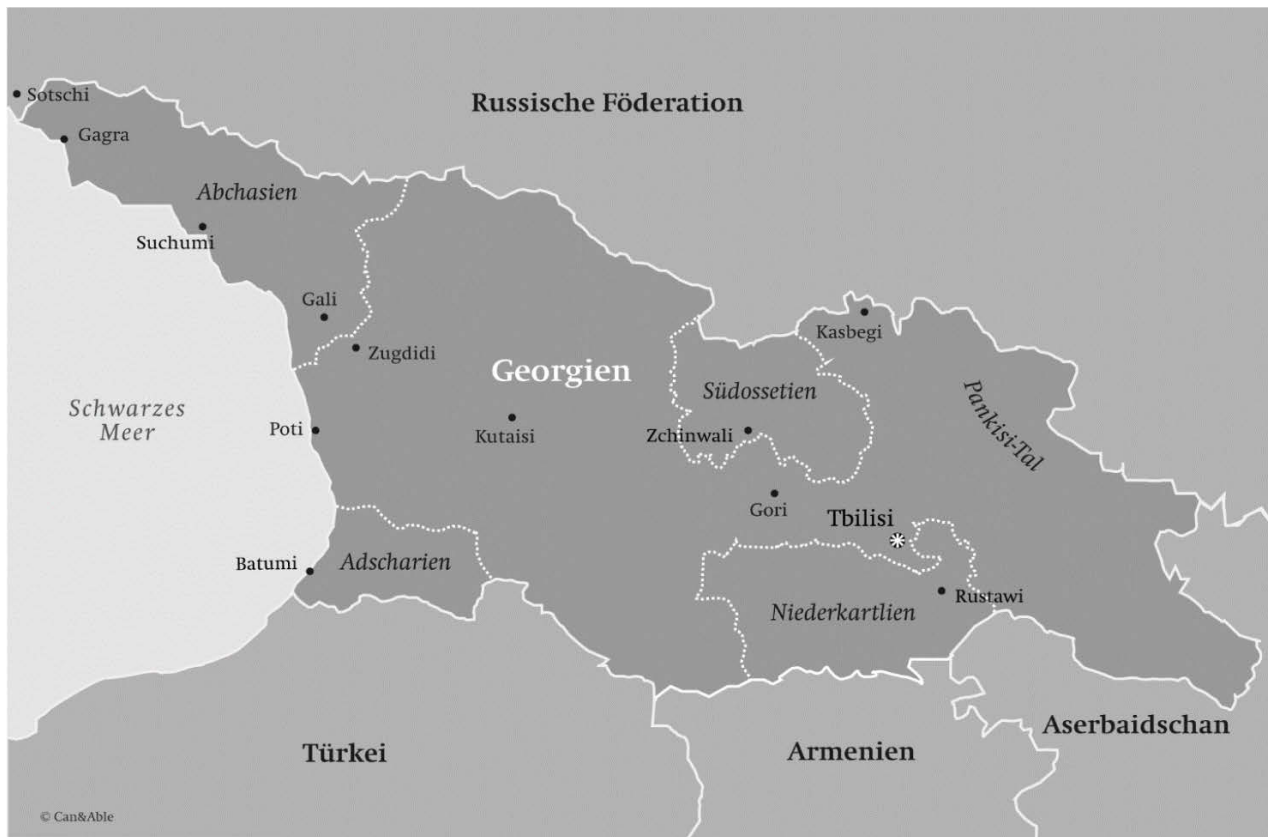 Russische Föderation
Sotschi
Gagra
Abchasien
Suchumi
Gali
Kasbegi
Zugdidi
Georgien
Südossetien
Pankisi-Tal
Schwarzes
Meer
Poti
Kutaisi
Zchinwali
Gori
Tbilisi
Batumi
Adscharien
Rustawi
Niederkartlien
Aserbaidschan
Türkei
Armenien
© Can&Able